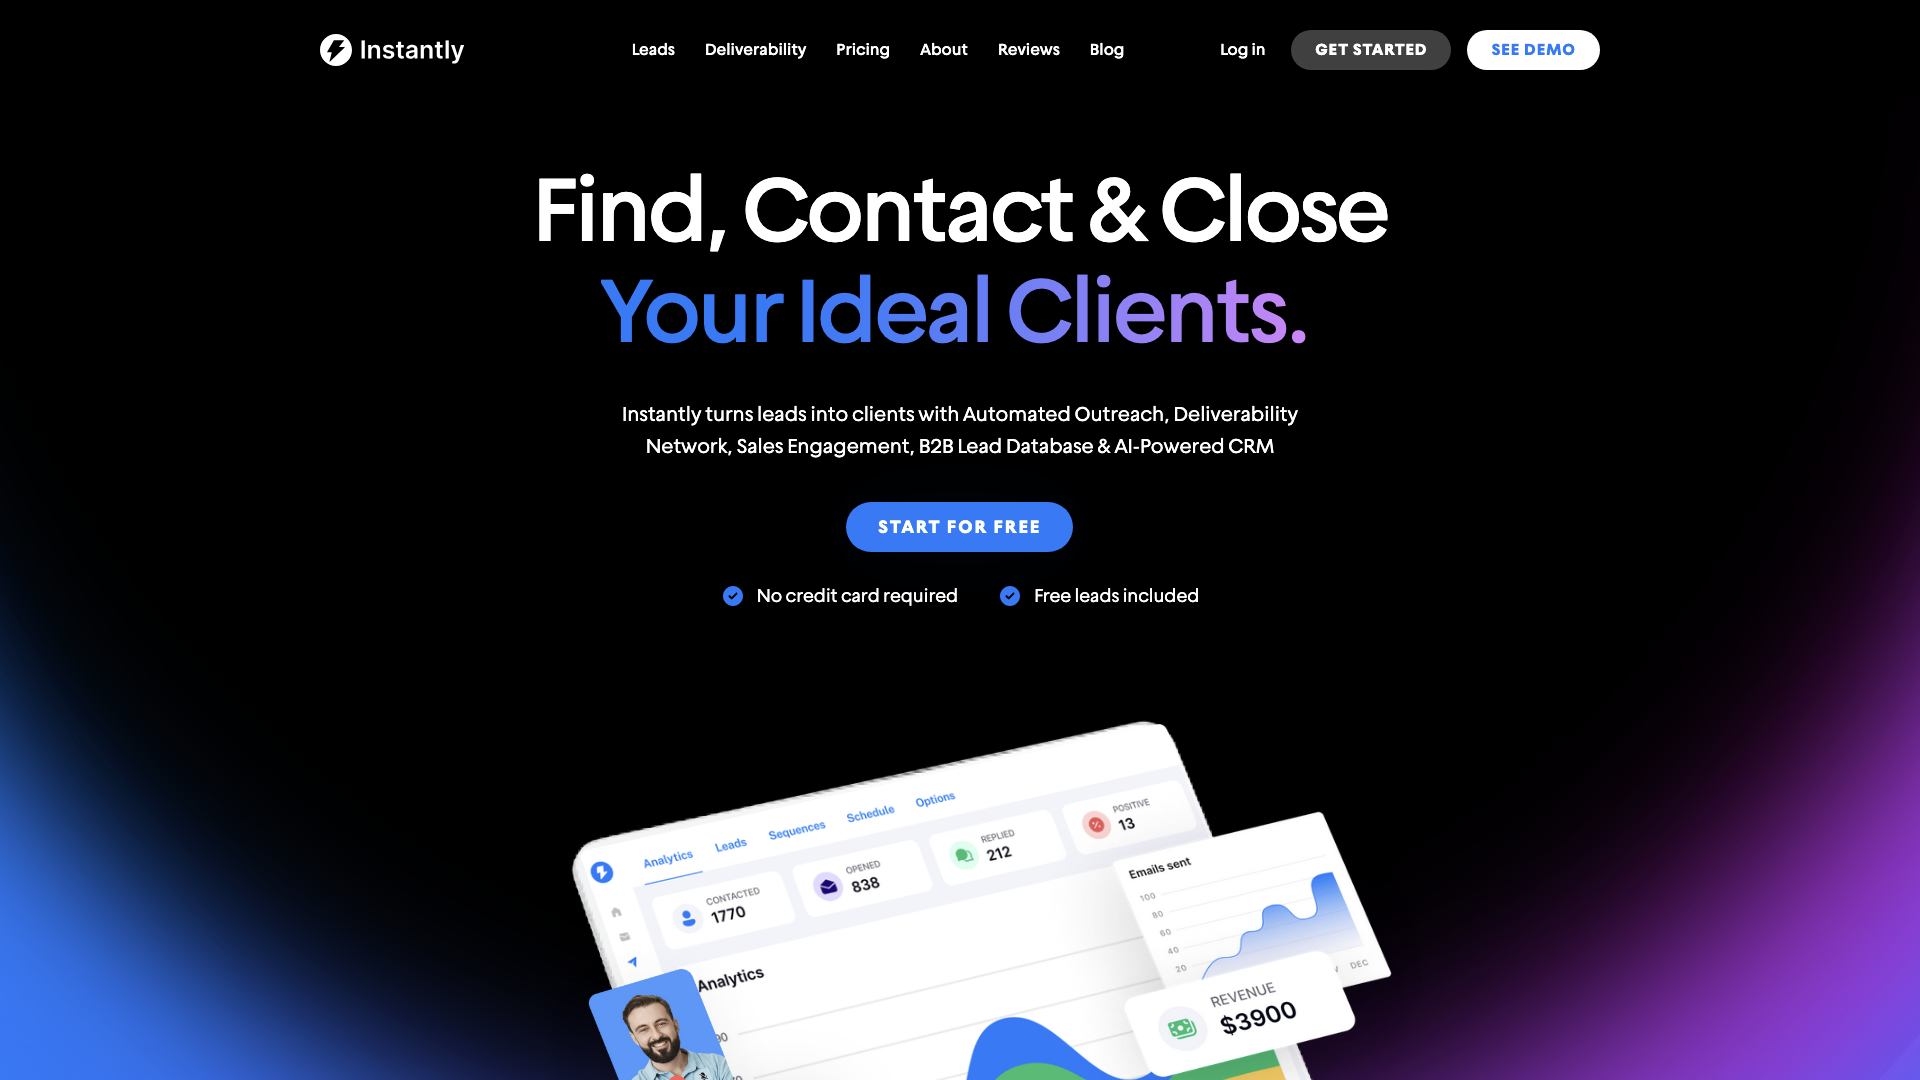 Instantly
Leads
Deliverability
Pricing
About
Reviews
Blog
Log in
GET STARTED
SEE DEMO
Find, Contact & Close
Your Ideal Clients.
Instantly turns leads into clients with Automated Outreach, Deliverability
Network, Sales Engagement, B2B Lead Database & AI-Powered CRM
START FOR FREE
No credit card required
Free leads included
Analytics
Leads
Sequences
Schedule
Options
CONTACTED
1770
OPENED
838
REPLIED
212
POSITIVE
13
Analytics
Emails sent
100
80
60
40
20
DEC
REVENUE
$3900